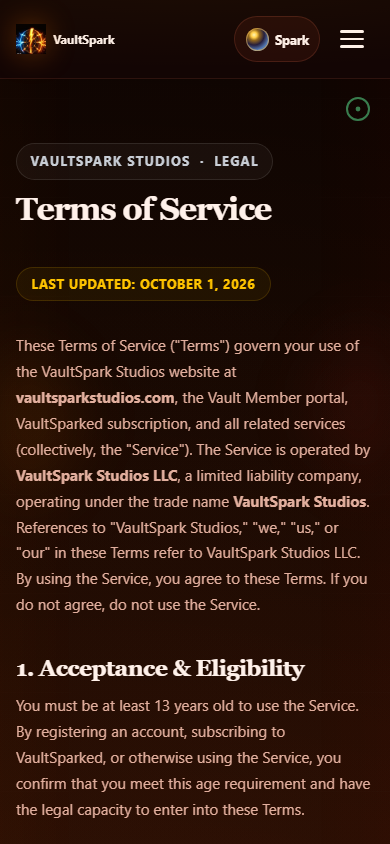 VaultSpark
Spark
VAULTSPARK STUDIOS · LEGAL
Terms of Service
LAST UPDATED: OCTOBER 1, 2026
These Terms of Service ("Terms") govern your use of
the VaultSpark Studios website at
vaultsparkstudios.com, the Vault Member portal,
VaultSparked subscription, and all related services
(collectively, the "Service"). The Service is operated by
VaultSpark Studios LLC, a limited liability company,
operating under the trade name VaultSpark Studios.
References to "VaultSpark Studios," "we," "us," or
"our" in these Terms refer to VaultSpark Studios LLC.
By using the Service, you agree to these Terms. If you
do not agree, do not use the Service.
1. Acceptance & Eligibility
You must be at least 13 years old to use the Service.
By registering an account, subscribing to
VaultSparked, or otherwise using the Service, you
confirm that you meet this age requirement and have
the legal capacity to enter into these Terms.